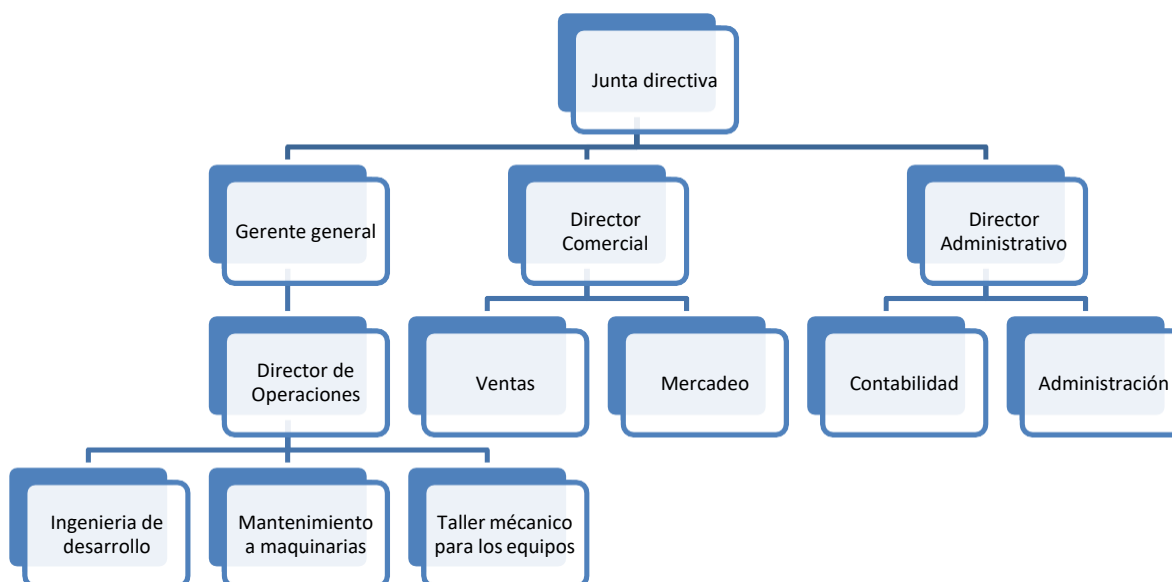 Junta directiva
Gerente general
Director
Comercial
Director
Administrativo
Director de
Operaciones
Ventas
Mercadeo
Contabilidad
Administración
Ingenieria de
desarrollo
Mantenimiento
a maquinarias
Taller mécanico
para los equipos